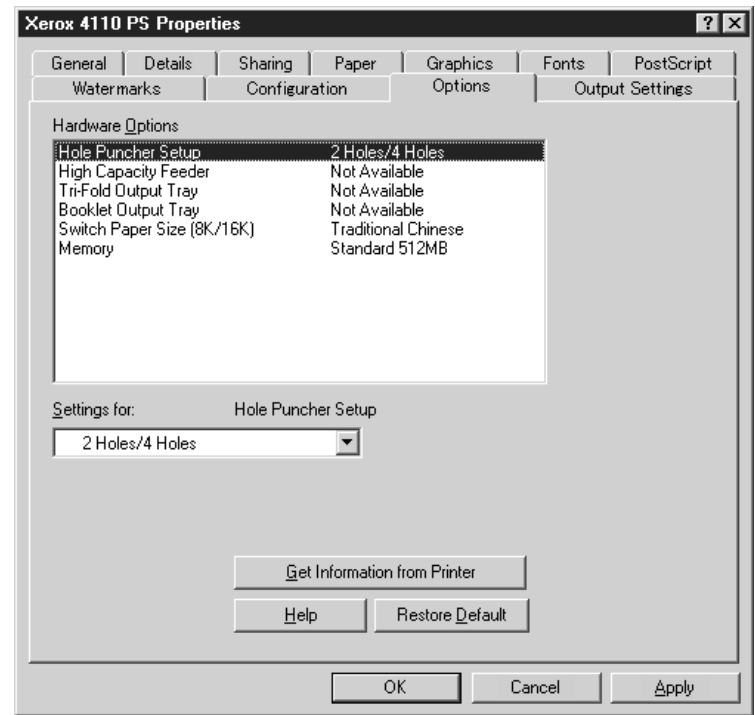 Xerox 4110 PS Properties
General Details Sharing Paper Graphics Fonts PostScript
Watermarks Configuration Options Output Settings
Hardware Options
Hole Puncher Setup 2 Holes/4 Holes
High Capacity Feeder Not Available
Tri-Fold Output Tray Not Available
Booklet Output Tray Not Available
Switch Paper Size (8K/16K) Traditional Chinese
Memory Standard 512MB
Settings for: Hole Puncher Setup
2 Holes/4 Holes
Get Information from Printer
Help Restore Default
OK Cancel Apply